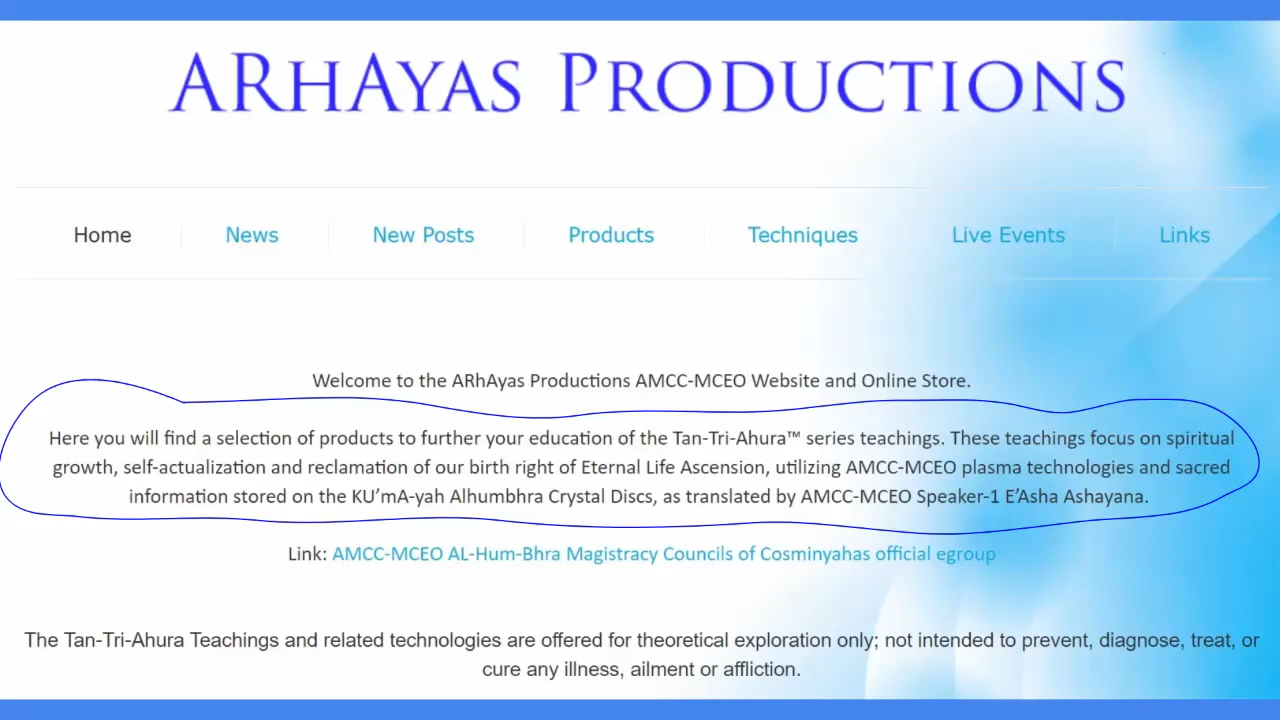 ARhAyas Productions
Home News New Posts Products Techniques Live Events Links
Welcome to the ARhAyas Productions AMCC-MCEO Website and Online Store.
Here you will find a selection of products to further your education of the Tan-Tri-Ahura™ series teachings. These teachings focus on spiritual
growth, self-actualization and reclamation of our birth right of Eternal Life Ascension, utilizing AMCC-MCEO plasma technologies and sacred
information stored on the KU’mA-yah Alhumbhra Crystal Discs, as translated by AMCC-MCEO Speaker-1 E’Asha Ashayana.
Link: AMCC-MCEO AL-Hum-Bhra Magistracy Councils of Cosminyahas official egroup
The Tan-Tri-Ahura Teachings and related technologies are offered for theoretical exploration only; not intended to prevent, diagnose, treat, or
cure any illness, ailment or affliction.